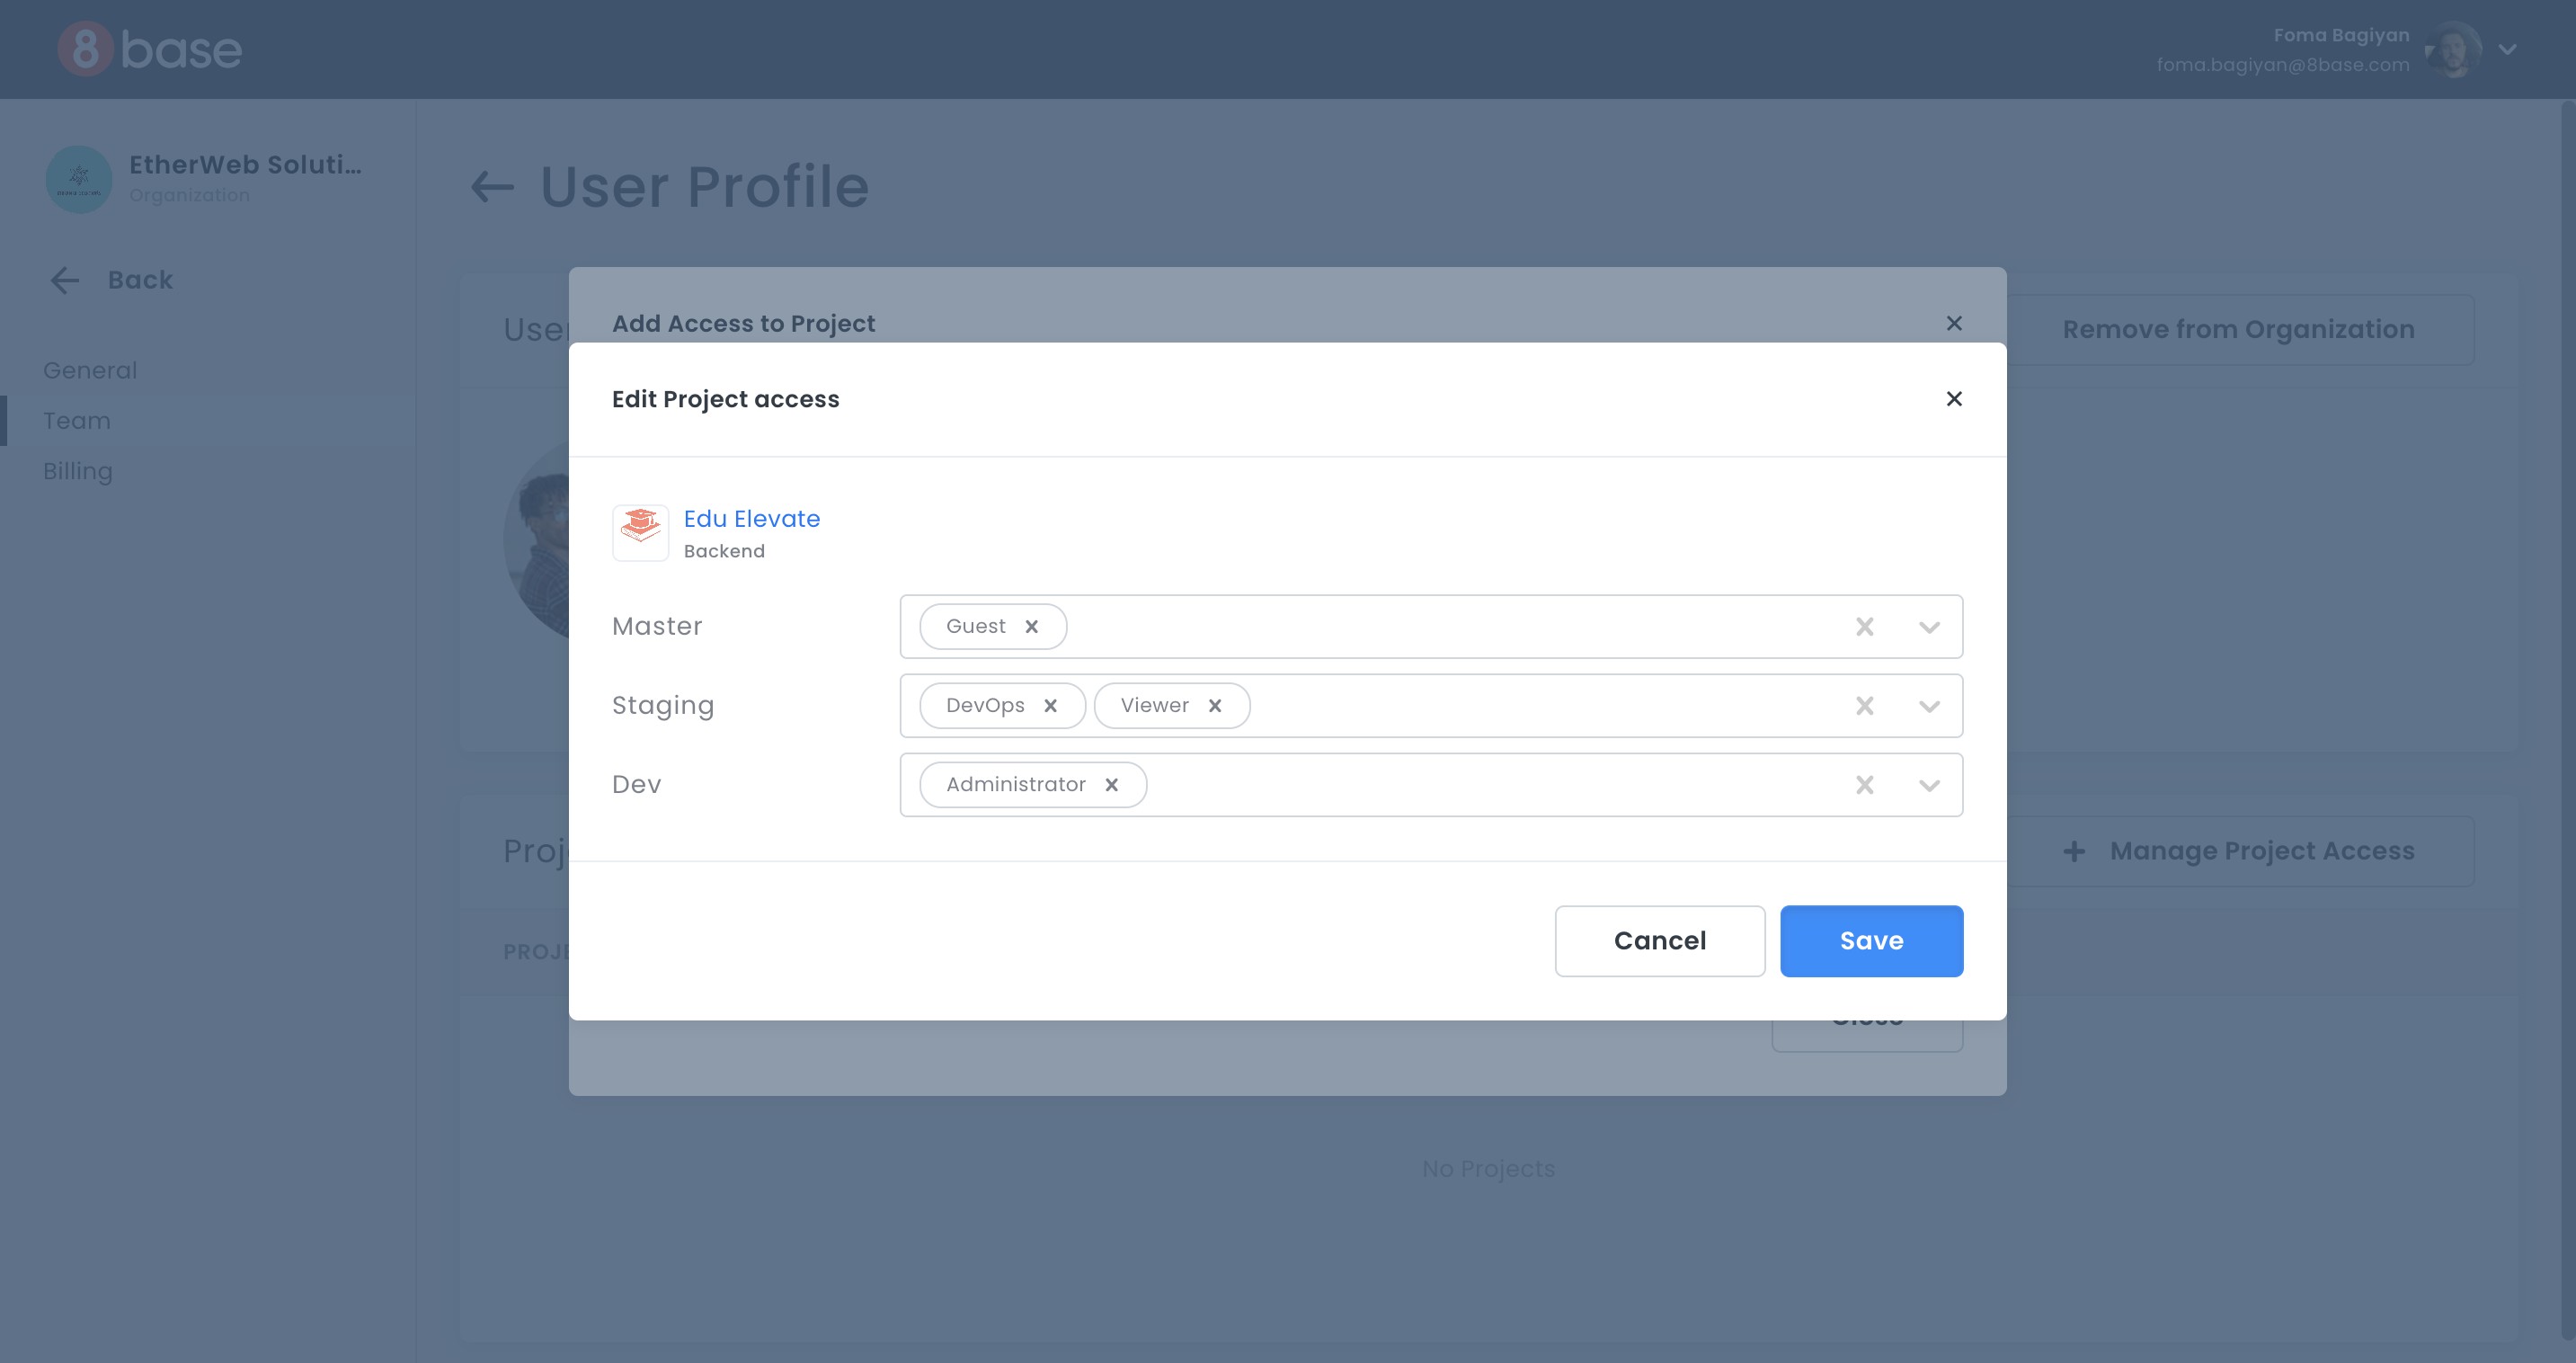 8base
Foma Bagiyan
foma.bagiyan@8base.com
EtherWeb Soluti...
Organization
Back
General
Team
Billing
User Profile
User
Remove from Organization
Add Access to Project
Edit Project access
Edu Elevate
Backend
Master
Guest
Staging
DevOps Viewer
Dev
Administrator
Manage Project Access
Cancel
Save
Close
No Projects